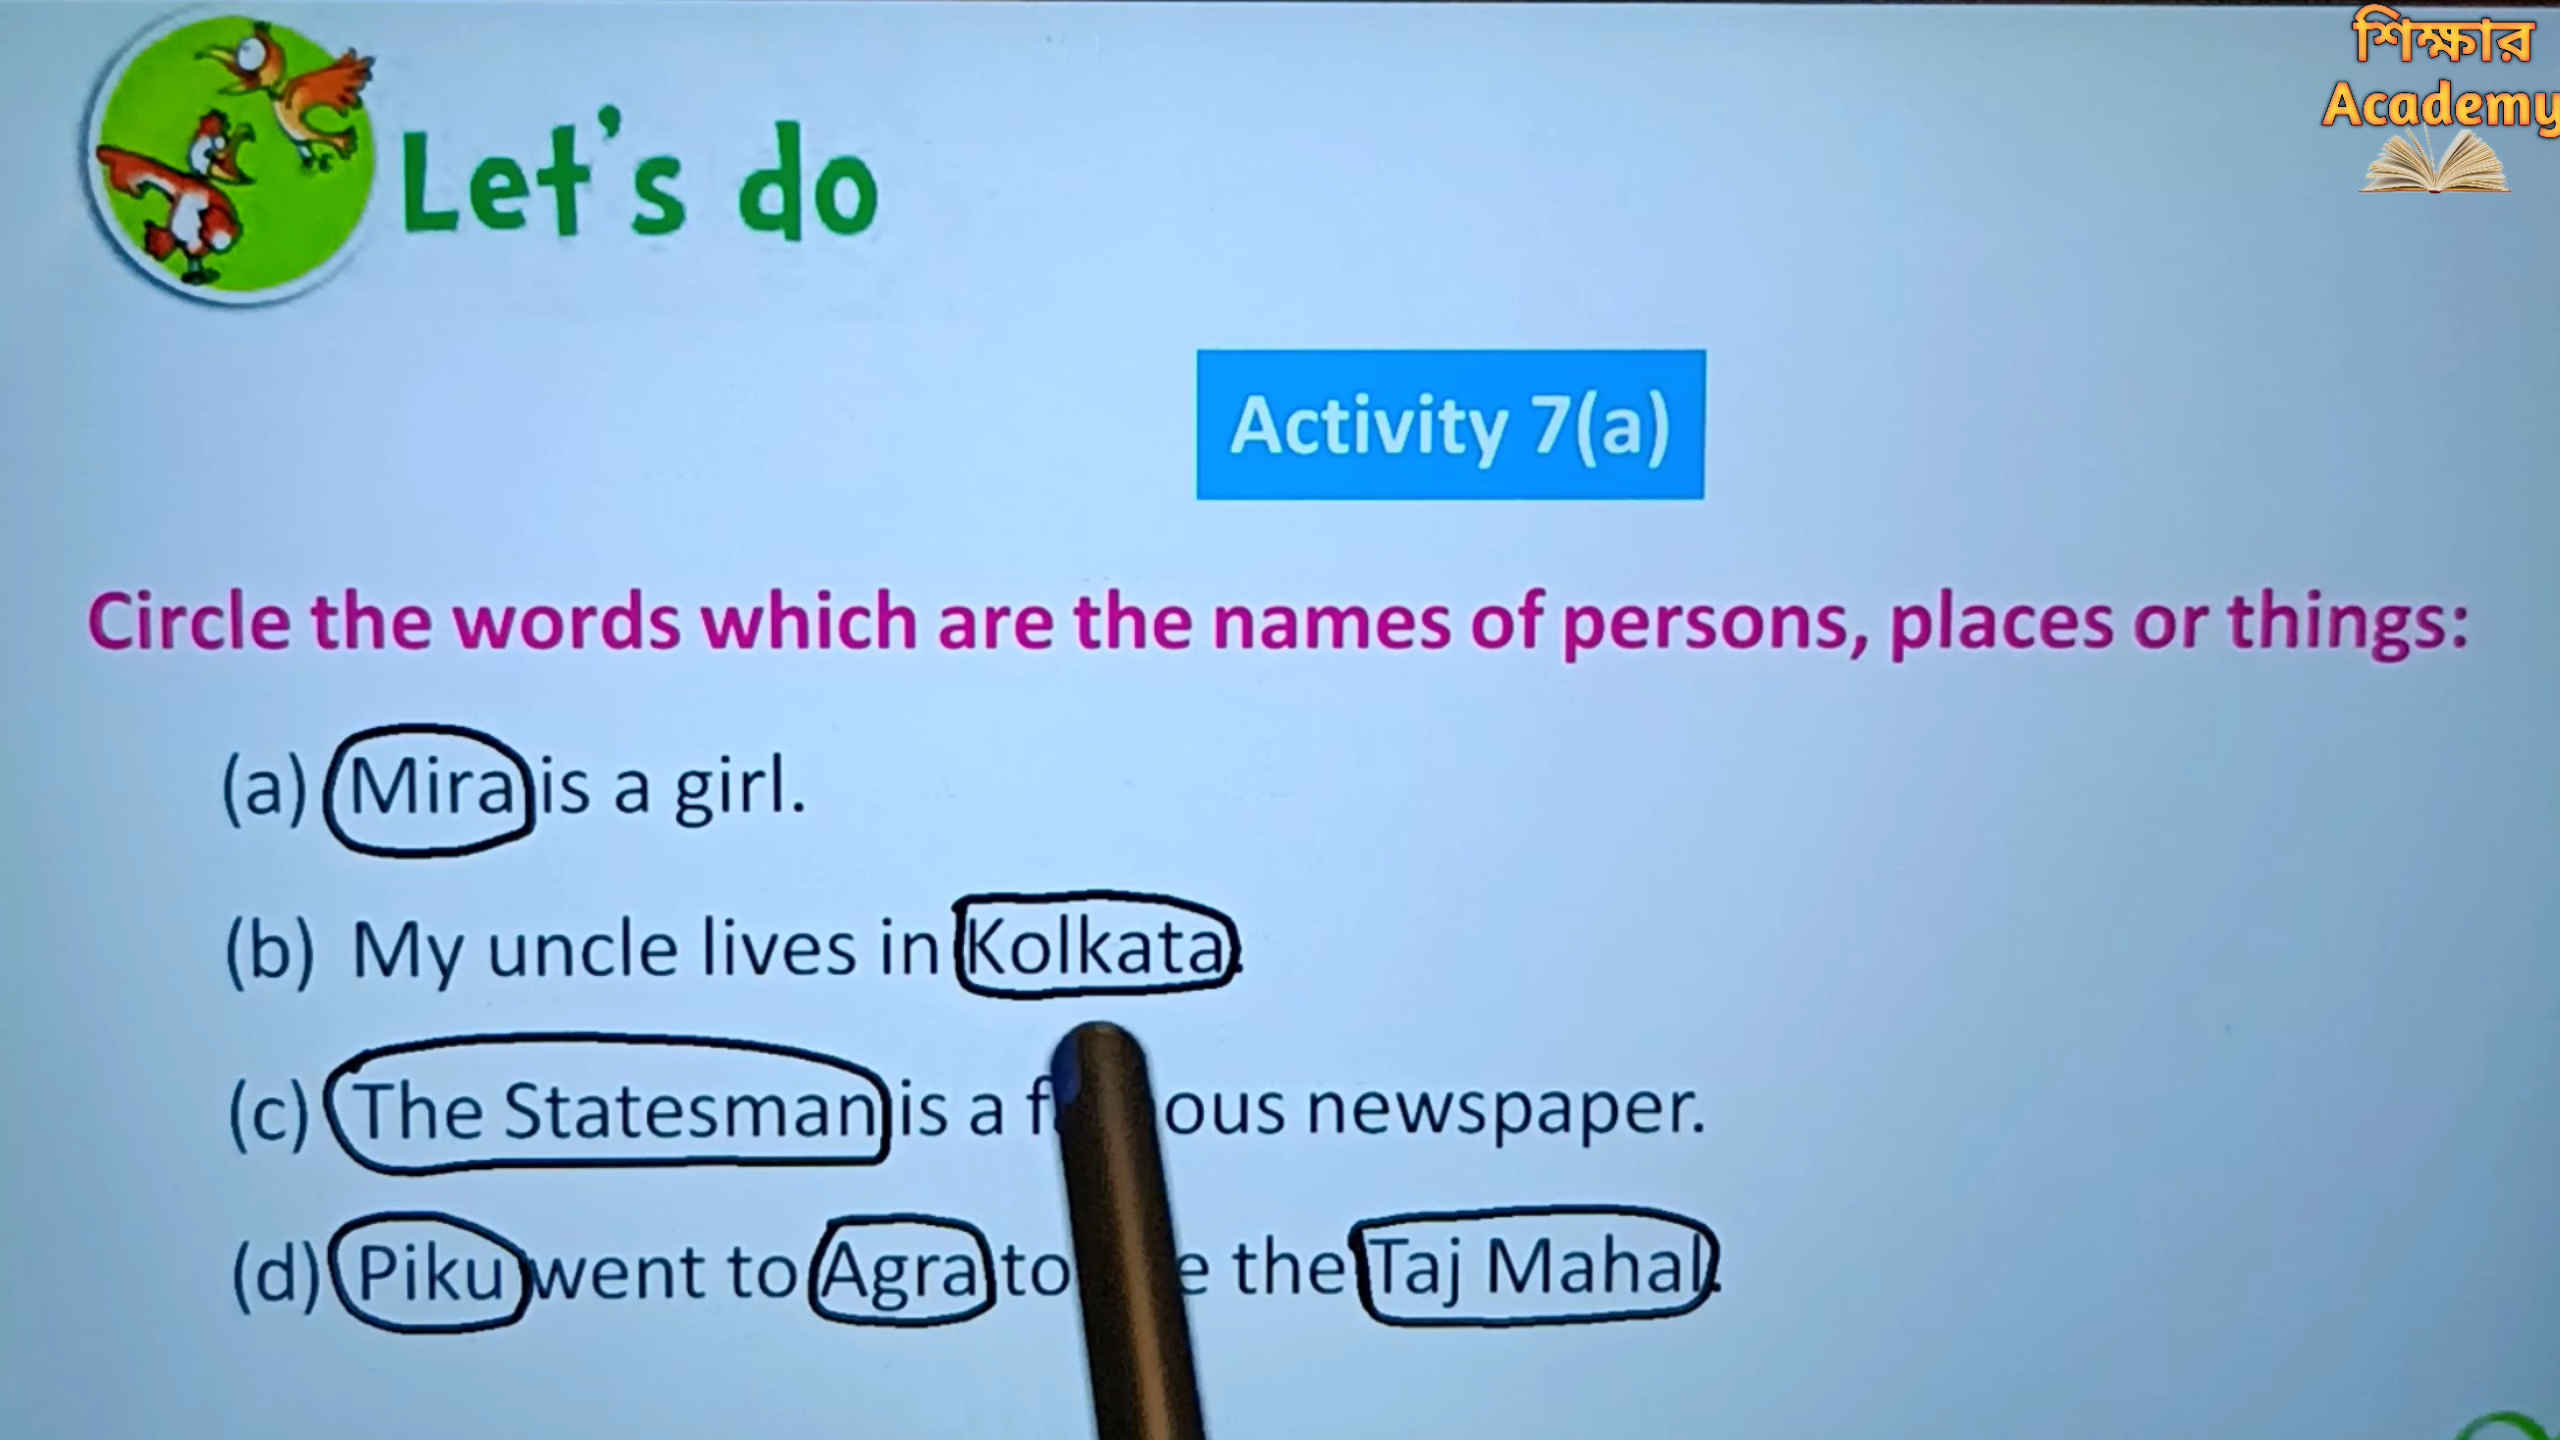 শিক্ষার
Academy
Let's do
Activity 7(a)
Circle the words which are the names of persons, places or things:
(a) Mira is a girl.
(b) My uncle lives in Kolkata.
(c) The Statesman is a newspaper.
(d) Piku went to Agra to the Taj Mahal.